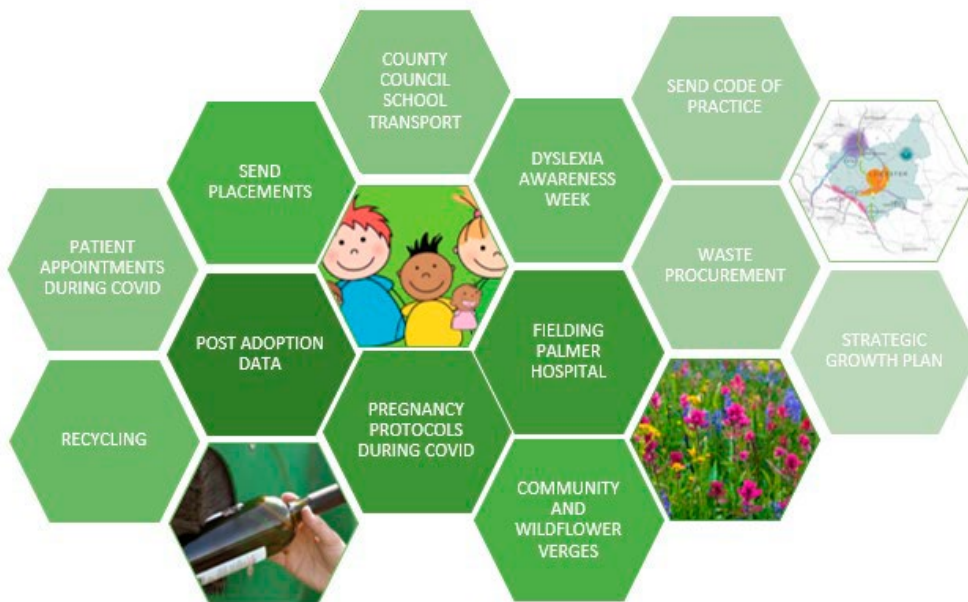 COUNTY
COUNCIL
SCHOOL
TRANSPORT
SEND CODE OF
PRACTICE
SEND
PLACEMENTS
DYSLEXIA
AWARENESS
WEEK
PATIENT
APPOINTMENTS
DURING COVID
WASTE
PROCUREMENT
POST ADOPTION
DATA
FIELDING
PALMER
HOSPITAL
STRATEGIC
GROWTH PLAN
RECYCLING
PREGNANCY
PROTOCOLS
DURING COVID
COMMUNITY
AND
WILDFLOWER
VERGES